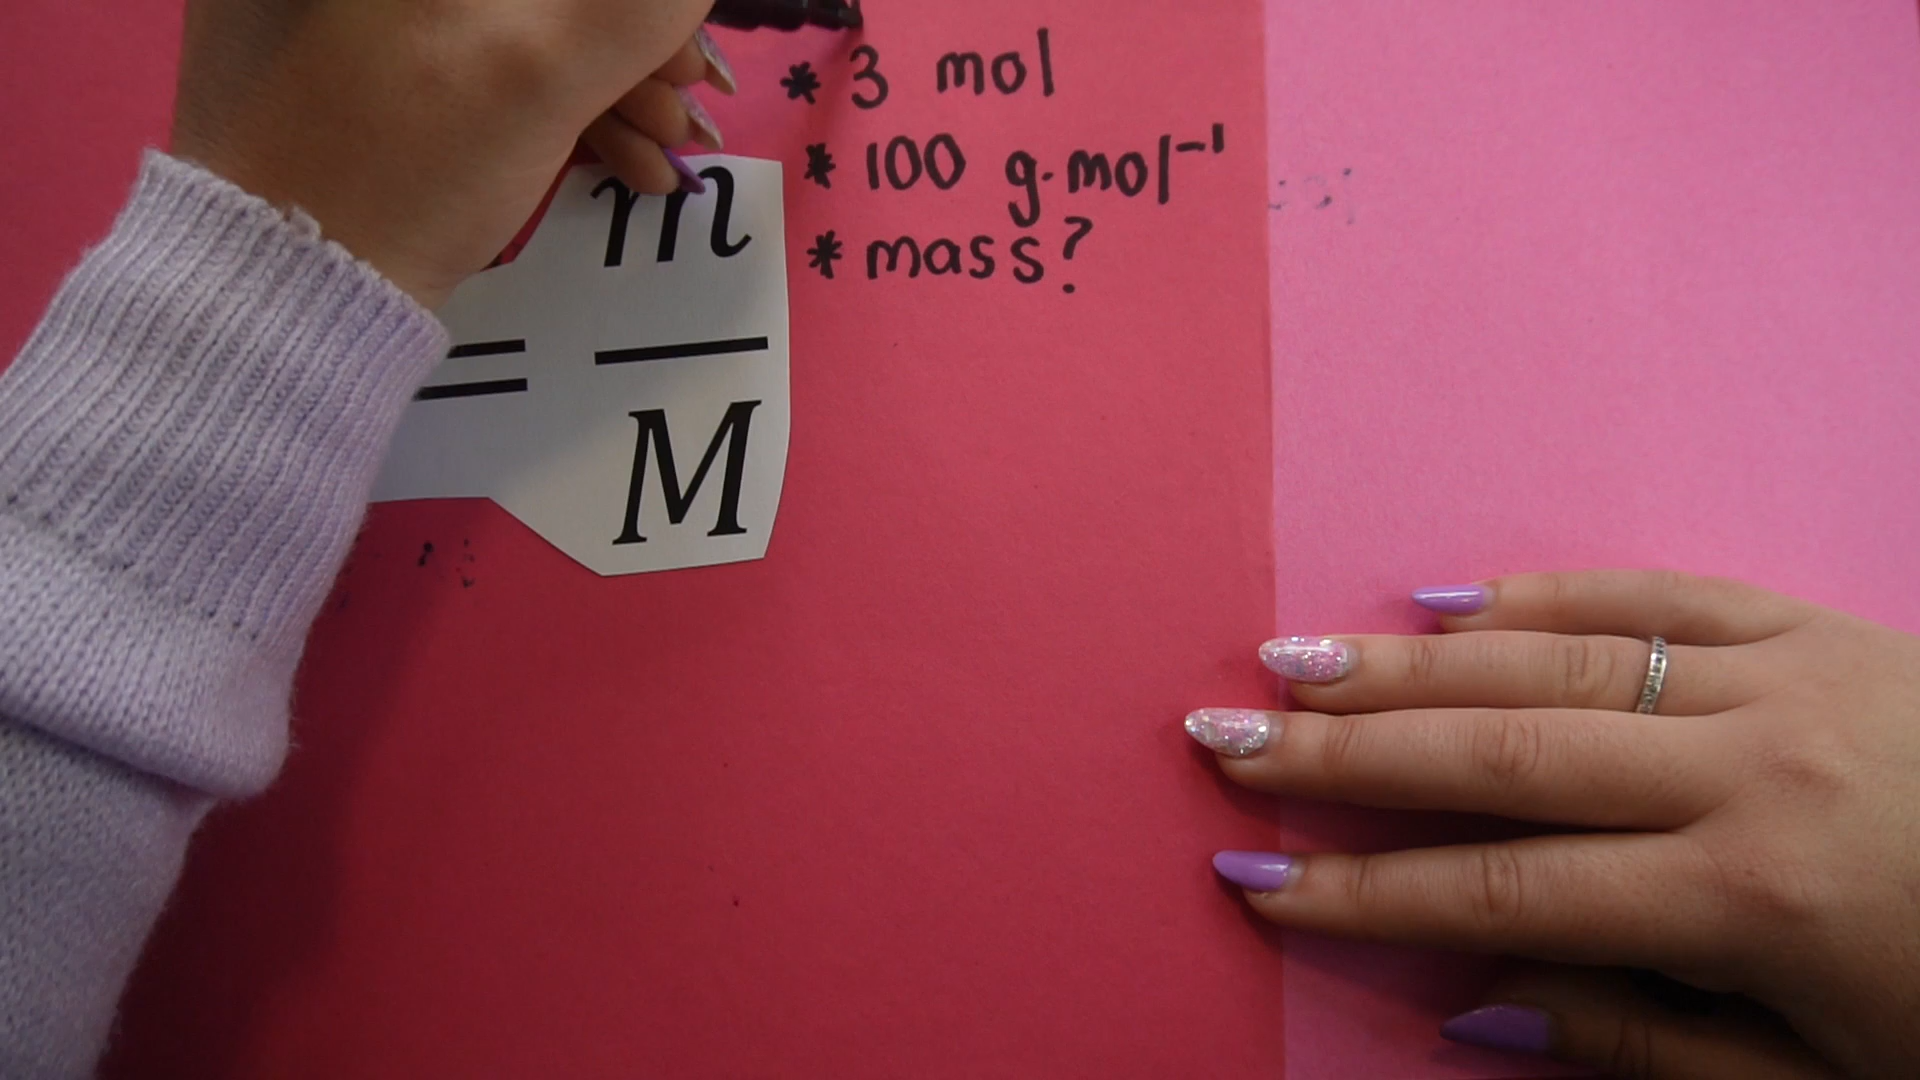 * 3 mol
* 100 g·mol⁻¹
* mass?
= m
M